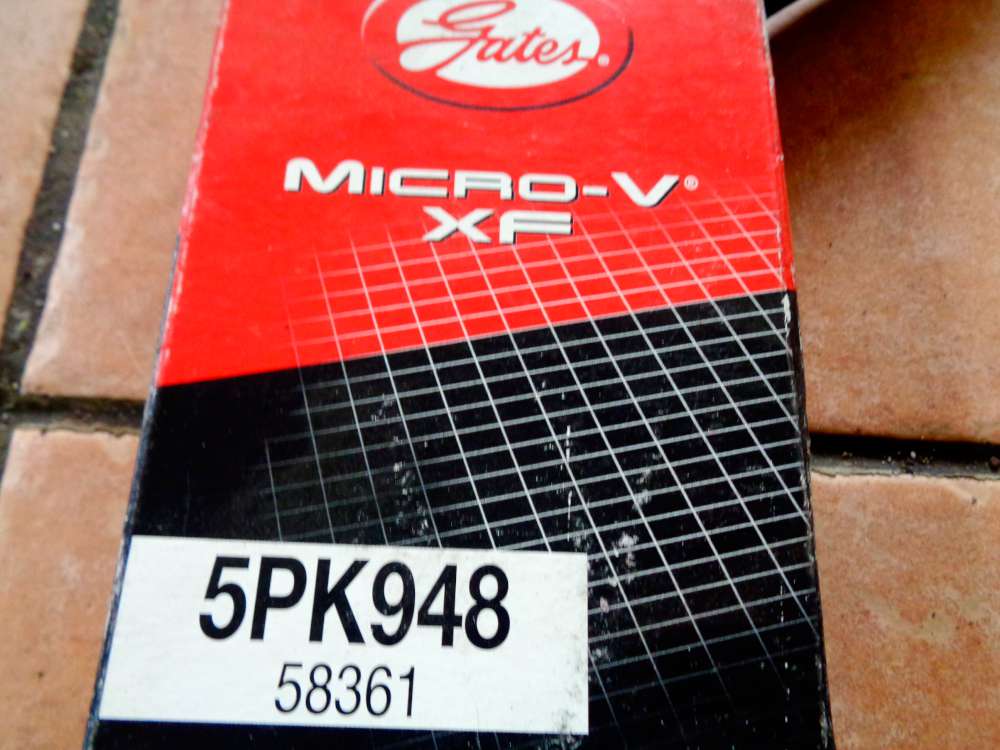 Gates®
MICRO-V®
XF
5PK948
58361